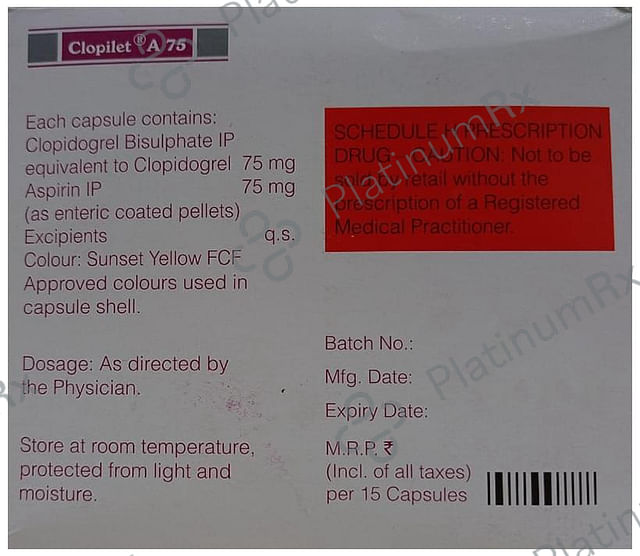 Clopilet® A 75
Each capsule contains:
Clopidogrel Bisulphate IP
equivalent to Clopidogrel 75 mg
Aspirin IP 75 mg
(as enteric coated pellets)
Excipients q.s.
Colour: Sunset Yellow FCF
Approved colours used in
capsule shell.
Dosage: As directed by
the Physician.
Store at room temperature,
protected from light and
moisture.
SCHEDULE H PRESCRIPTION
DRUG- CAUTION: Not to be
sold by retail without the
prescription of a Registered
Medical Practitioner.
Batch No.:
Mfg. Date:
Expiry Date:
M.R.P. ₹
(Incl. of all taxes)
per 15 Capsules
PlatinumRx
PlatinumRx